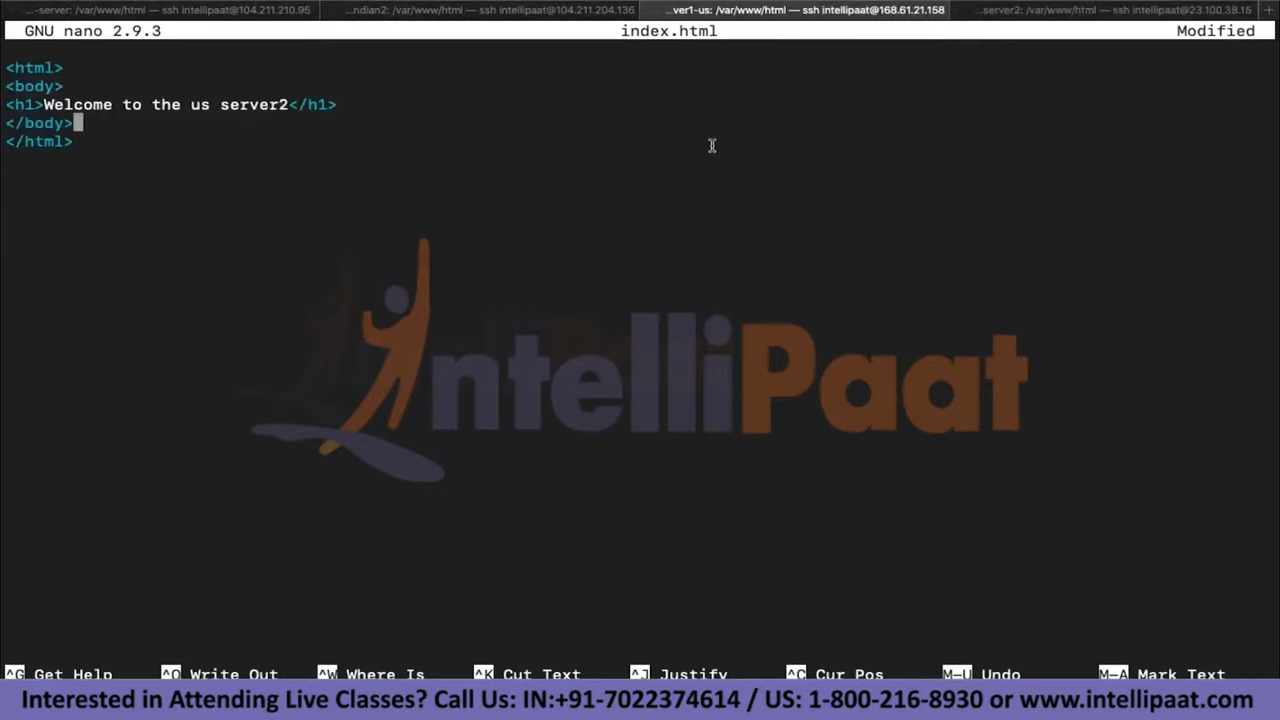 ...-server: /var/www/html — ssh intellipaat@104.211.210.95 ...ndian2: /var/www/html — ssh intellipaat@104.211.204.136 ...ver1-us: /var/www/html — ssh intellipaat@168.61.21.158 ...server2: /var/www/html — ssh intellipaat@23.100.38.15 +
GNU nano 2.9.3 index.html Modified
<html>
<body>
<h1>Welcome to the us server2</h1>
</body>
</html>
IntelliPaat
^G Get Help ^O Write Out ^W Where Is ^K Cut Text ^J Justify ^C Cur Pos M-U Undo M-A Mark Text
Interested in Attending Live Classes? Call Us: IN:+91-7022374614 / US: 1-800-216-8930 or www.intellipaat.com